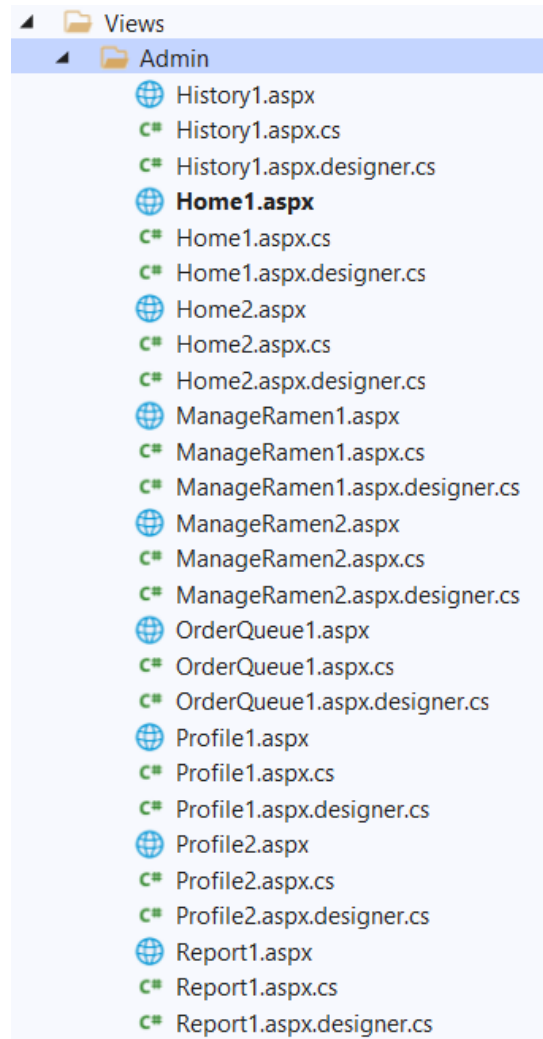 Views
Admin
History1.aspx
C# History1.aspx.cs
C# History1.aspx.designer.cs
Home1.aspx
C# Home1.aspx.cs
C# Home1.aspx.designer.cs
Home2.aspx
C# Home2.aspx.cs
C# Home2.aspx.designer.cs
ManageRamen1.aspx
C# ManageRamen1.aspx.cs
C# ManageRamen1.aspx.designer.cs
ManageRamen2.aspx
C# ManageRamen2.aspx.cs
C# ManageRamen2.aspx.designer.cs
OrderQueue1.aspx
C# OrderQueue1.aspx.cs
C# OrderQueue1.aspx.designer.cs
Profile1.aspx
C# Profile1.aspx.cs
C# Profile1.aspx.designer.cs
Profile2.aspx
C# Profile2.aspx.cs
C# Profile2.aspx.designer.cs
Report1.aspx
C# Report1.aspx.cs
C# Report1.aspx.designer.cs